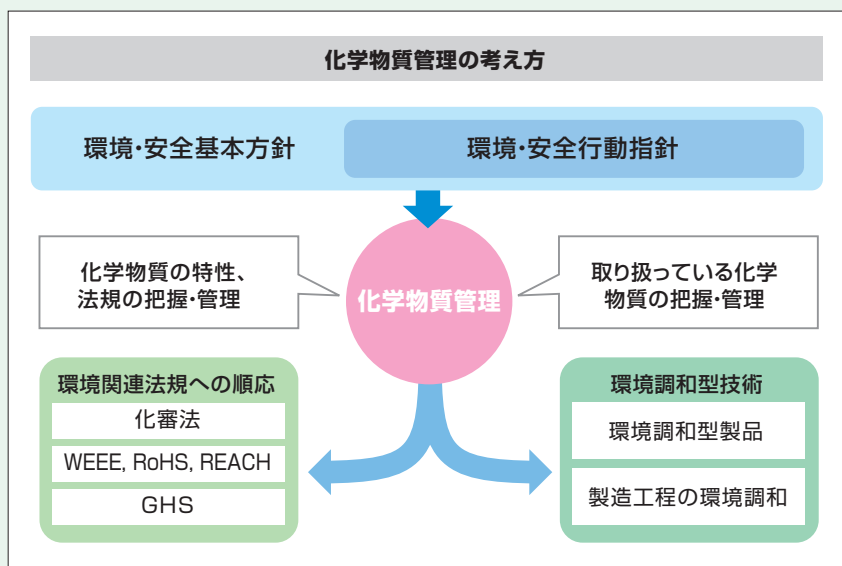 化学物質管理の考え方
環境・安全基本方針
環境・安全行動指針
化学物質の特性、
法規の把握・管理
化学物質管理
取り扱っている化学
物質の把握・管理
環境関連法規への順応
化審法
WEEE, RoHS, REACH
GHS
環境調和型技術
環境調和型製品
製造工程の環境調和